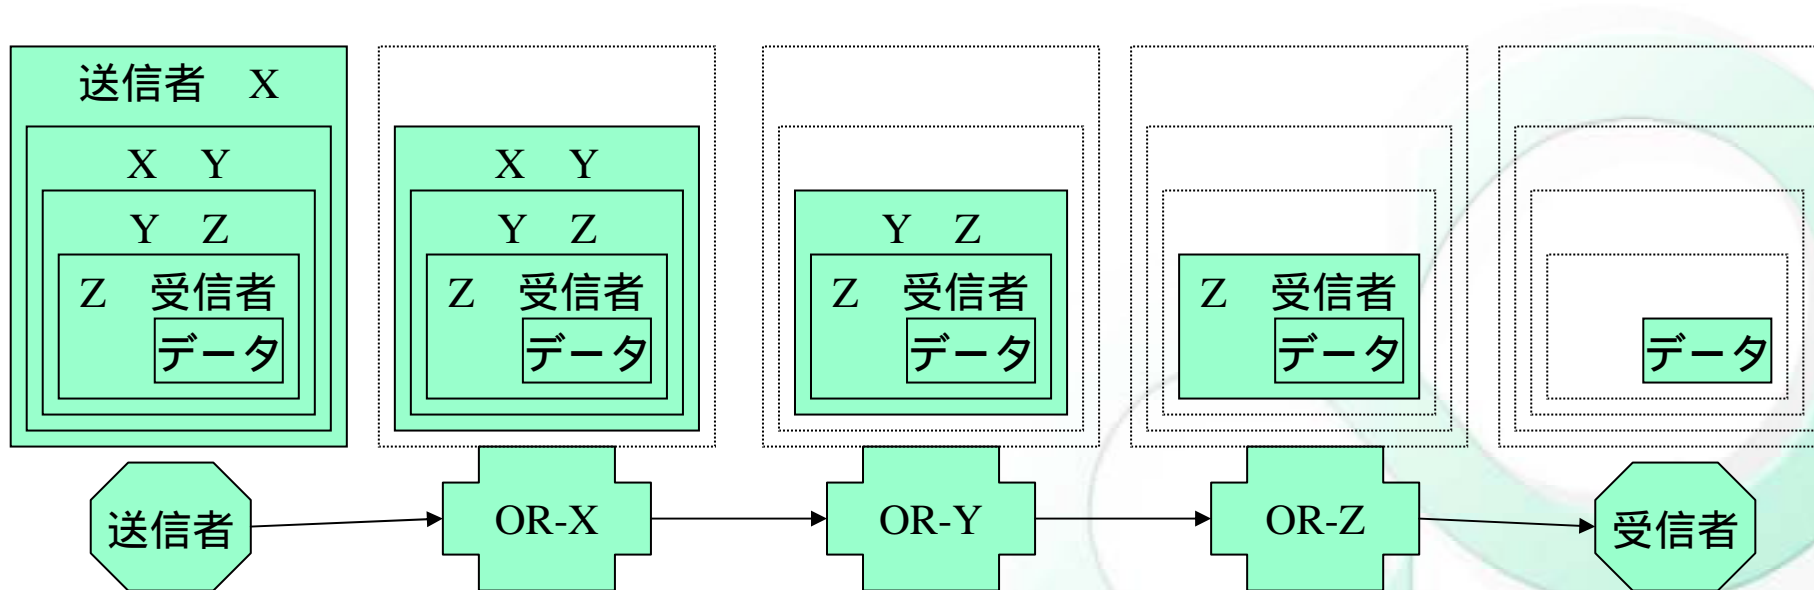 送信者 X
X Y
Y Z
Z 受信者
データ
X Y
Y Z
Z 受信者
データ
Y Z
Z 受信者
データ
Z 受信者
データ
データ
送信者
OR-X
OR-Y
OR-Z
受信者